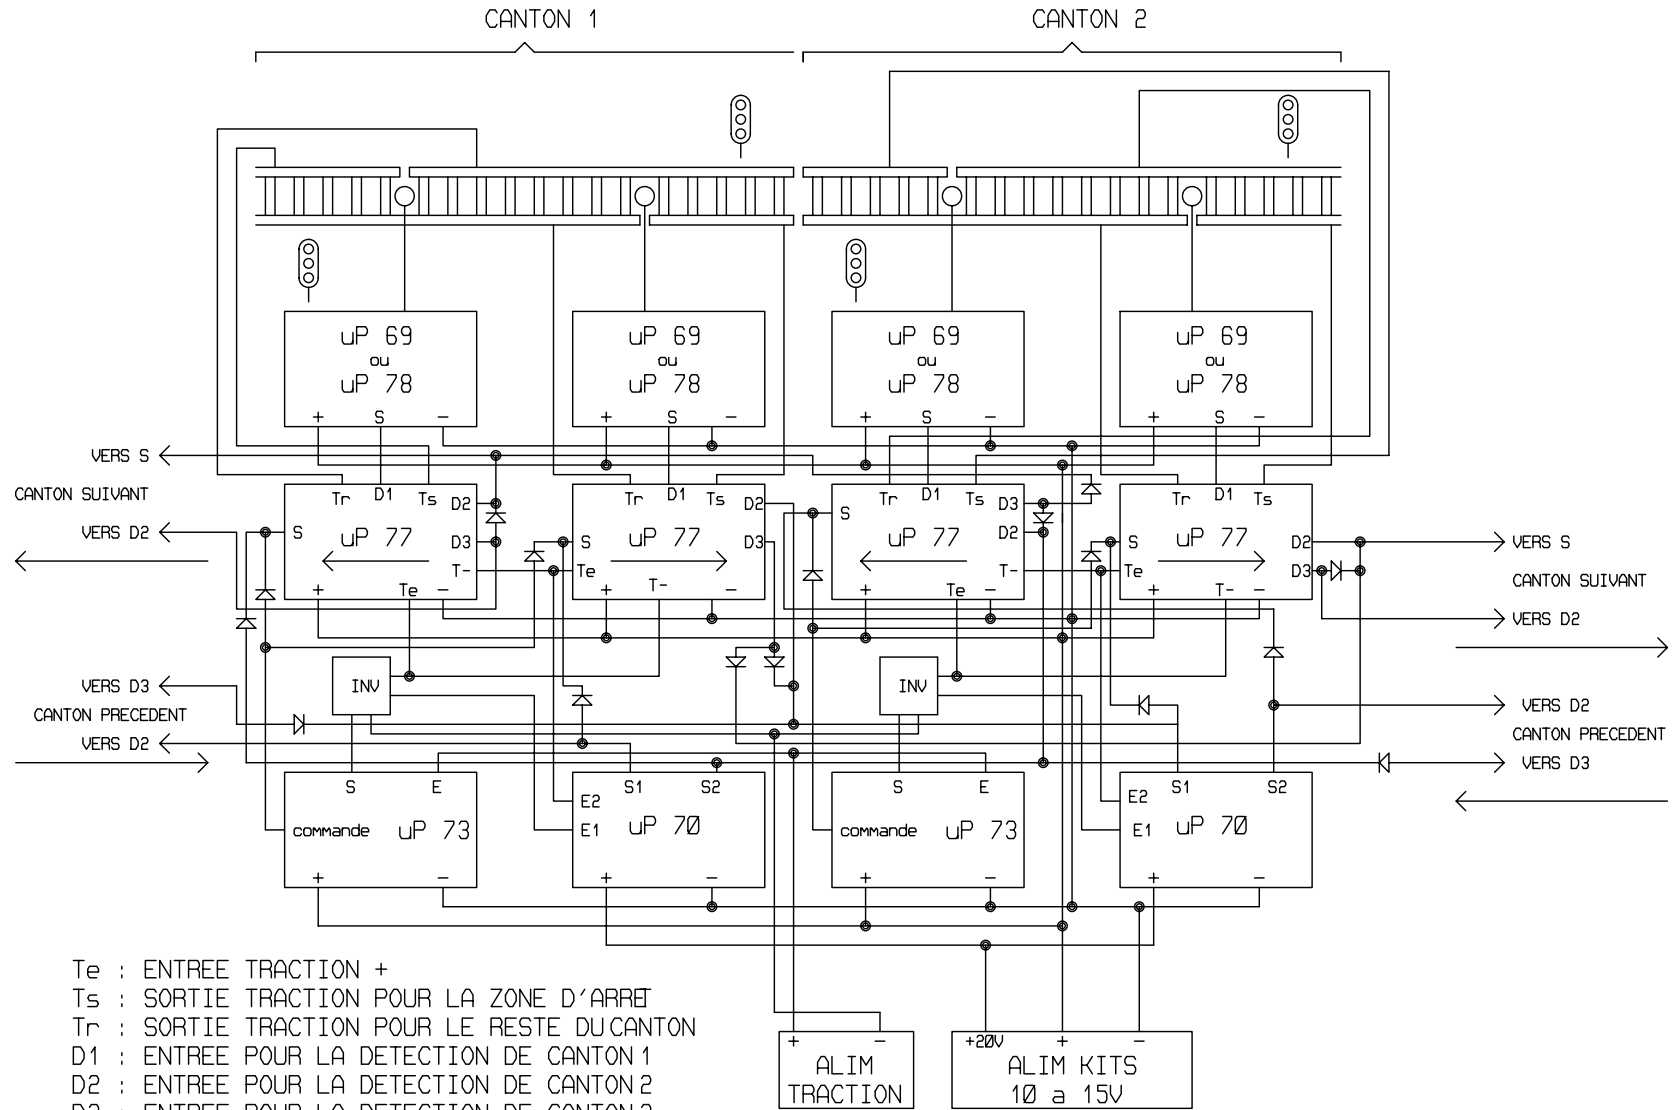 CANTON 1
CANTON 2
uP 69
ou
uP 78
+ S -
uP 69
ou
uP 78
+ S -
uP 69
ou
uP 78
+ S -
uP 69
ou
uP 78
+ S -
VERS S
CANTON SUIVANT
VERS D2
Tr D1 Ts
D2
S
uP 77
D3
T-
+ Te -
Tr D1 Ts
D2
S
uP 77
D3
Te
+ T- -
Tr D1 Ts
D3
S
uP 77
D2
T-
+ Te -
Tr D1 Ts
S
uP 77
D2
Te
D3
+ T- -
VERS S
CANTON SUIVANT
VERS D2
INV
INV
VERS D3
CANTON PRECEDENT
VERS D2
VERS D2
CANTON PRECEDENT
VERS D3
S E
commande uP 73
+ -
S1 S2
E2
E1 uP 70
+ -
S E
commande uP 73
+ -
S1 S2
E2
E1 uP 70
+ -
Te : ENTREE TRACTION +
Ts : SORTIE TRACTION POUR LA ZONE D'ARRET
Tr : SORTIE TRACTION POUR LE RESTE DU CANTON
D1 : ENTREE POUR LA DETECTION DE CANTON 1
D2 : ENTREE POUR LA DETECTION DE CANTON 2
+ -
ALIM
TRACTION
+20V + -
ALIM KITS
10 a 15V